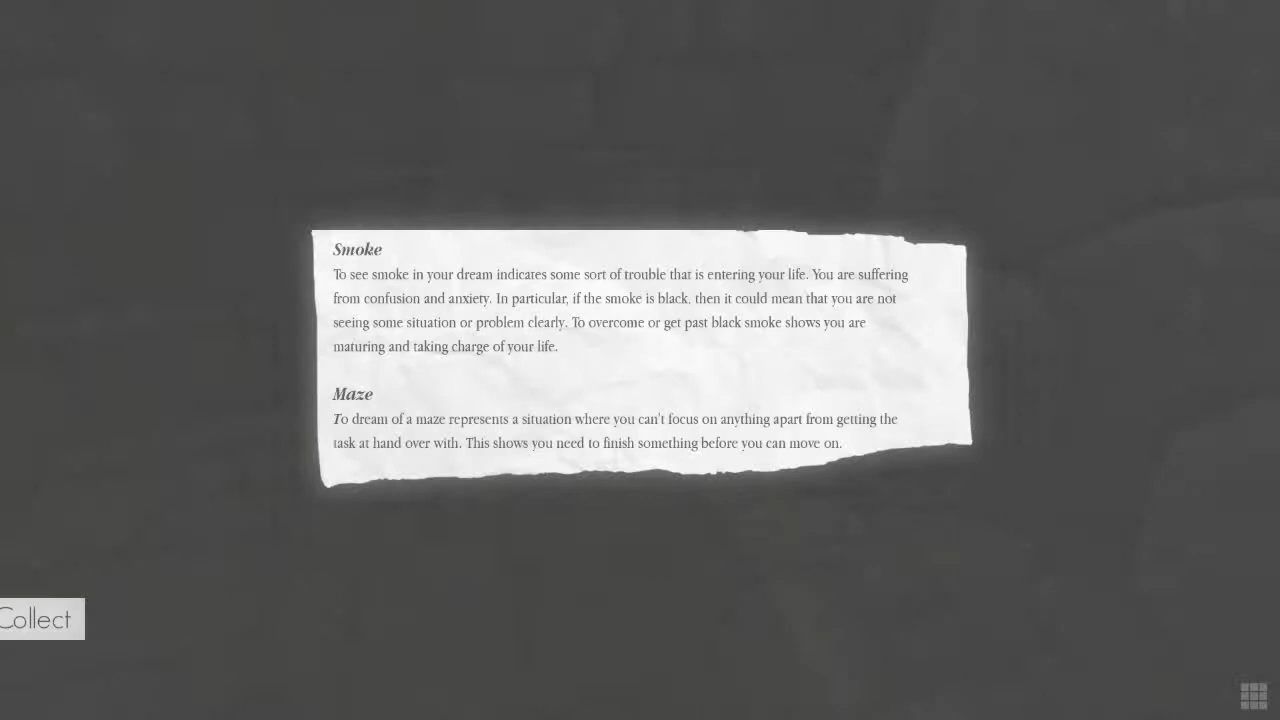 Smoke
To see smoke in your dream indicates some sort of trouble that is entering your life. You are suffering
from confusion and anxiety. In particular, if the smoke is black, then it could mean that you are not
seeing some situation or problem clearly. To overcome or get past black smoke shows you are
maturing and taking charge of your life.
Maze
To dream of a maze represents a situation where you can't focus on anything apart from getting the
task at hand over with. This shows you need to finish something before you can move on.
Collect